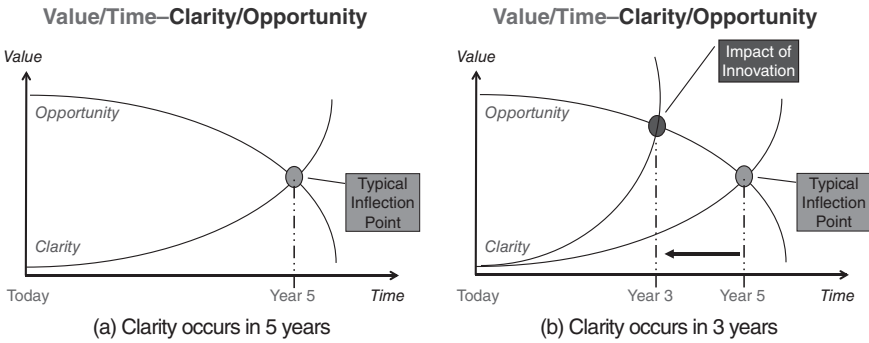 Value/Time–Clarity/Opportunity
Value
Opportunity
Clarity
Typical
Inflection
Point
Today
Year 5
Time
(a) Clarity occurs in 5 years
Value/Time–Clarity/Opportunity
Value
Impact of
Innovation
Opportunity
Clarity
Typical
Inflection
Point
Today
Year 3
Year 5
Time
(b) Clarity occurs in 3 years